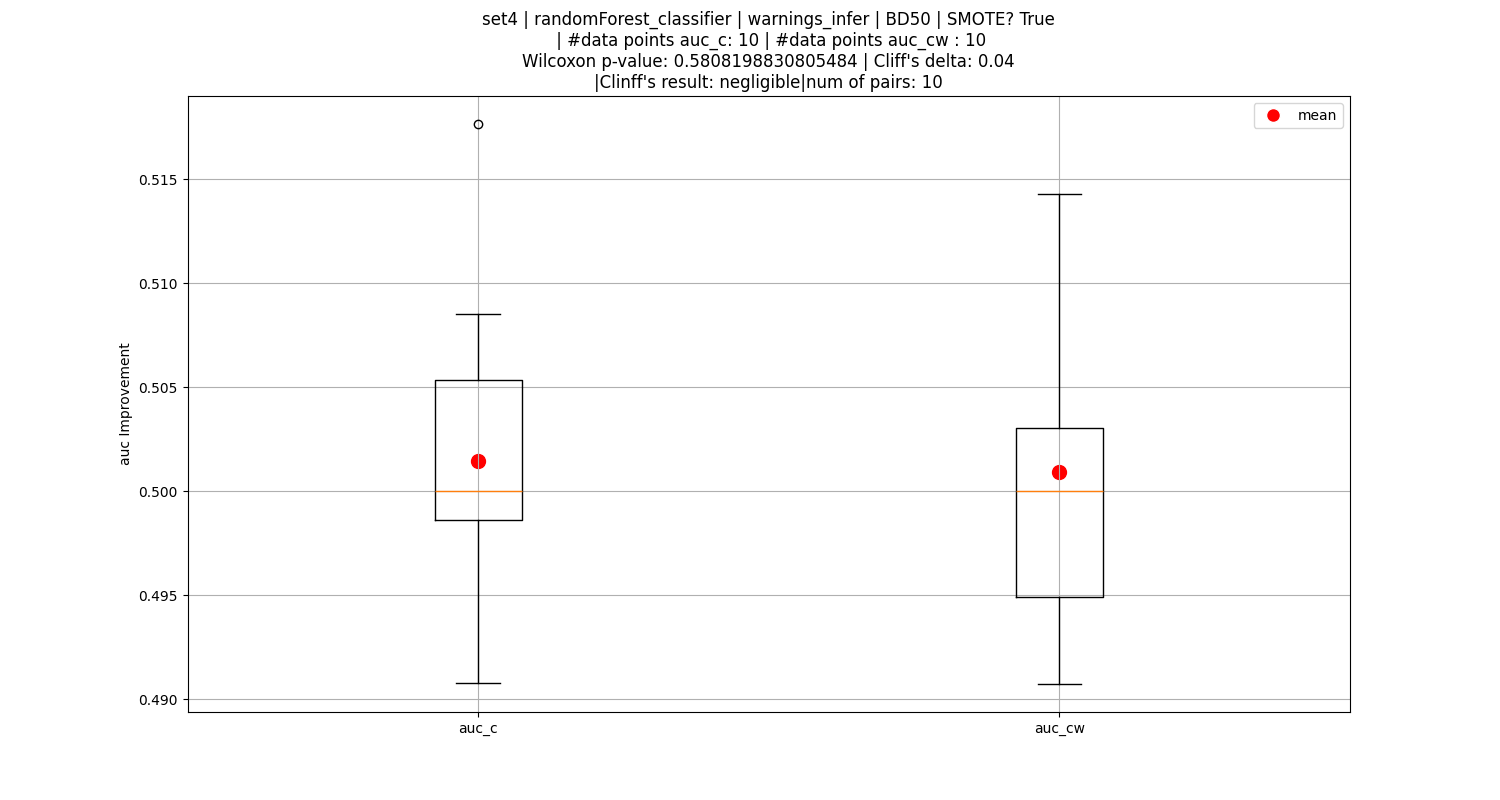 set4 | randomForest_classifier | warnings_infer | BD50 | SMOTE? True
| #data points auc_c: 10 | #data points auc_cw : 10
Wilcoxon p-value: 0.5808198830805484 | Cliff's delta: 0.04
|Clinff's result: negligible|num of pairs: 10
mean
0.515
0.510
0.505
0.500
0.495
0.490
auc Improvement
auc_c
auc_cw